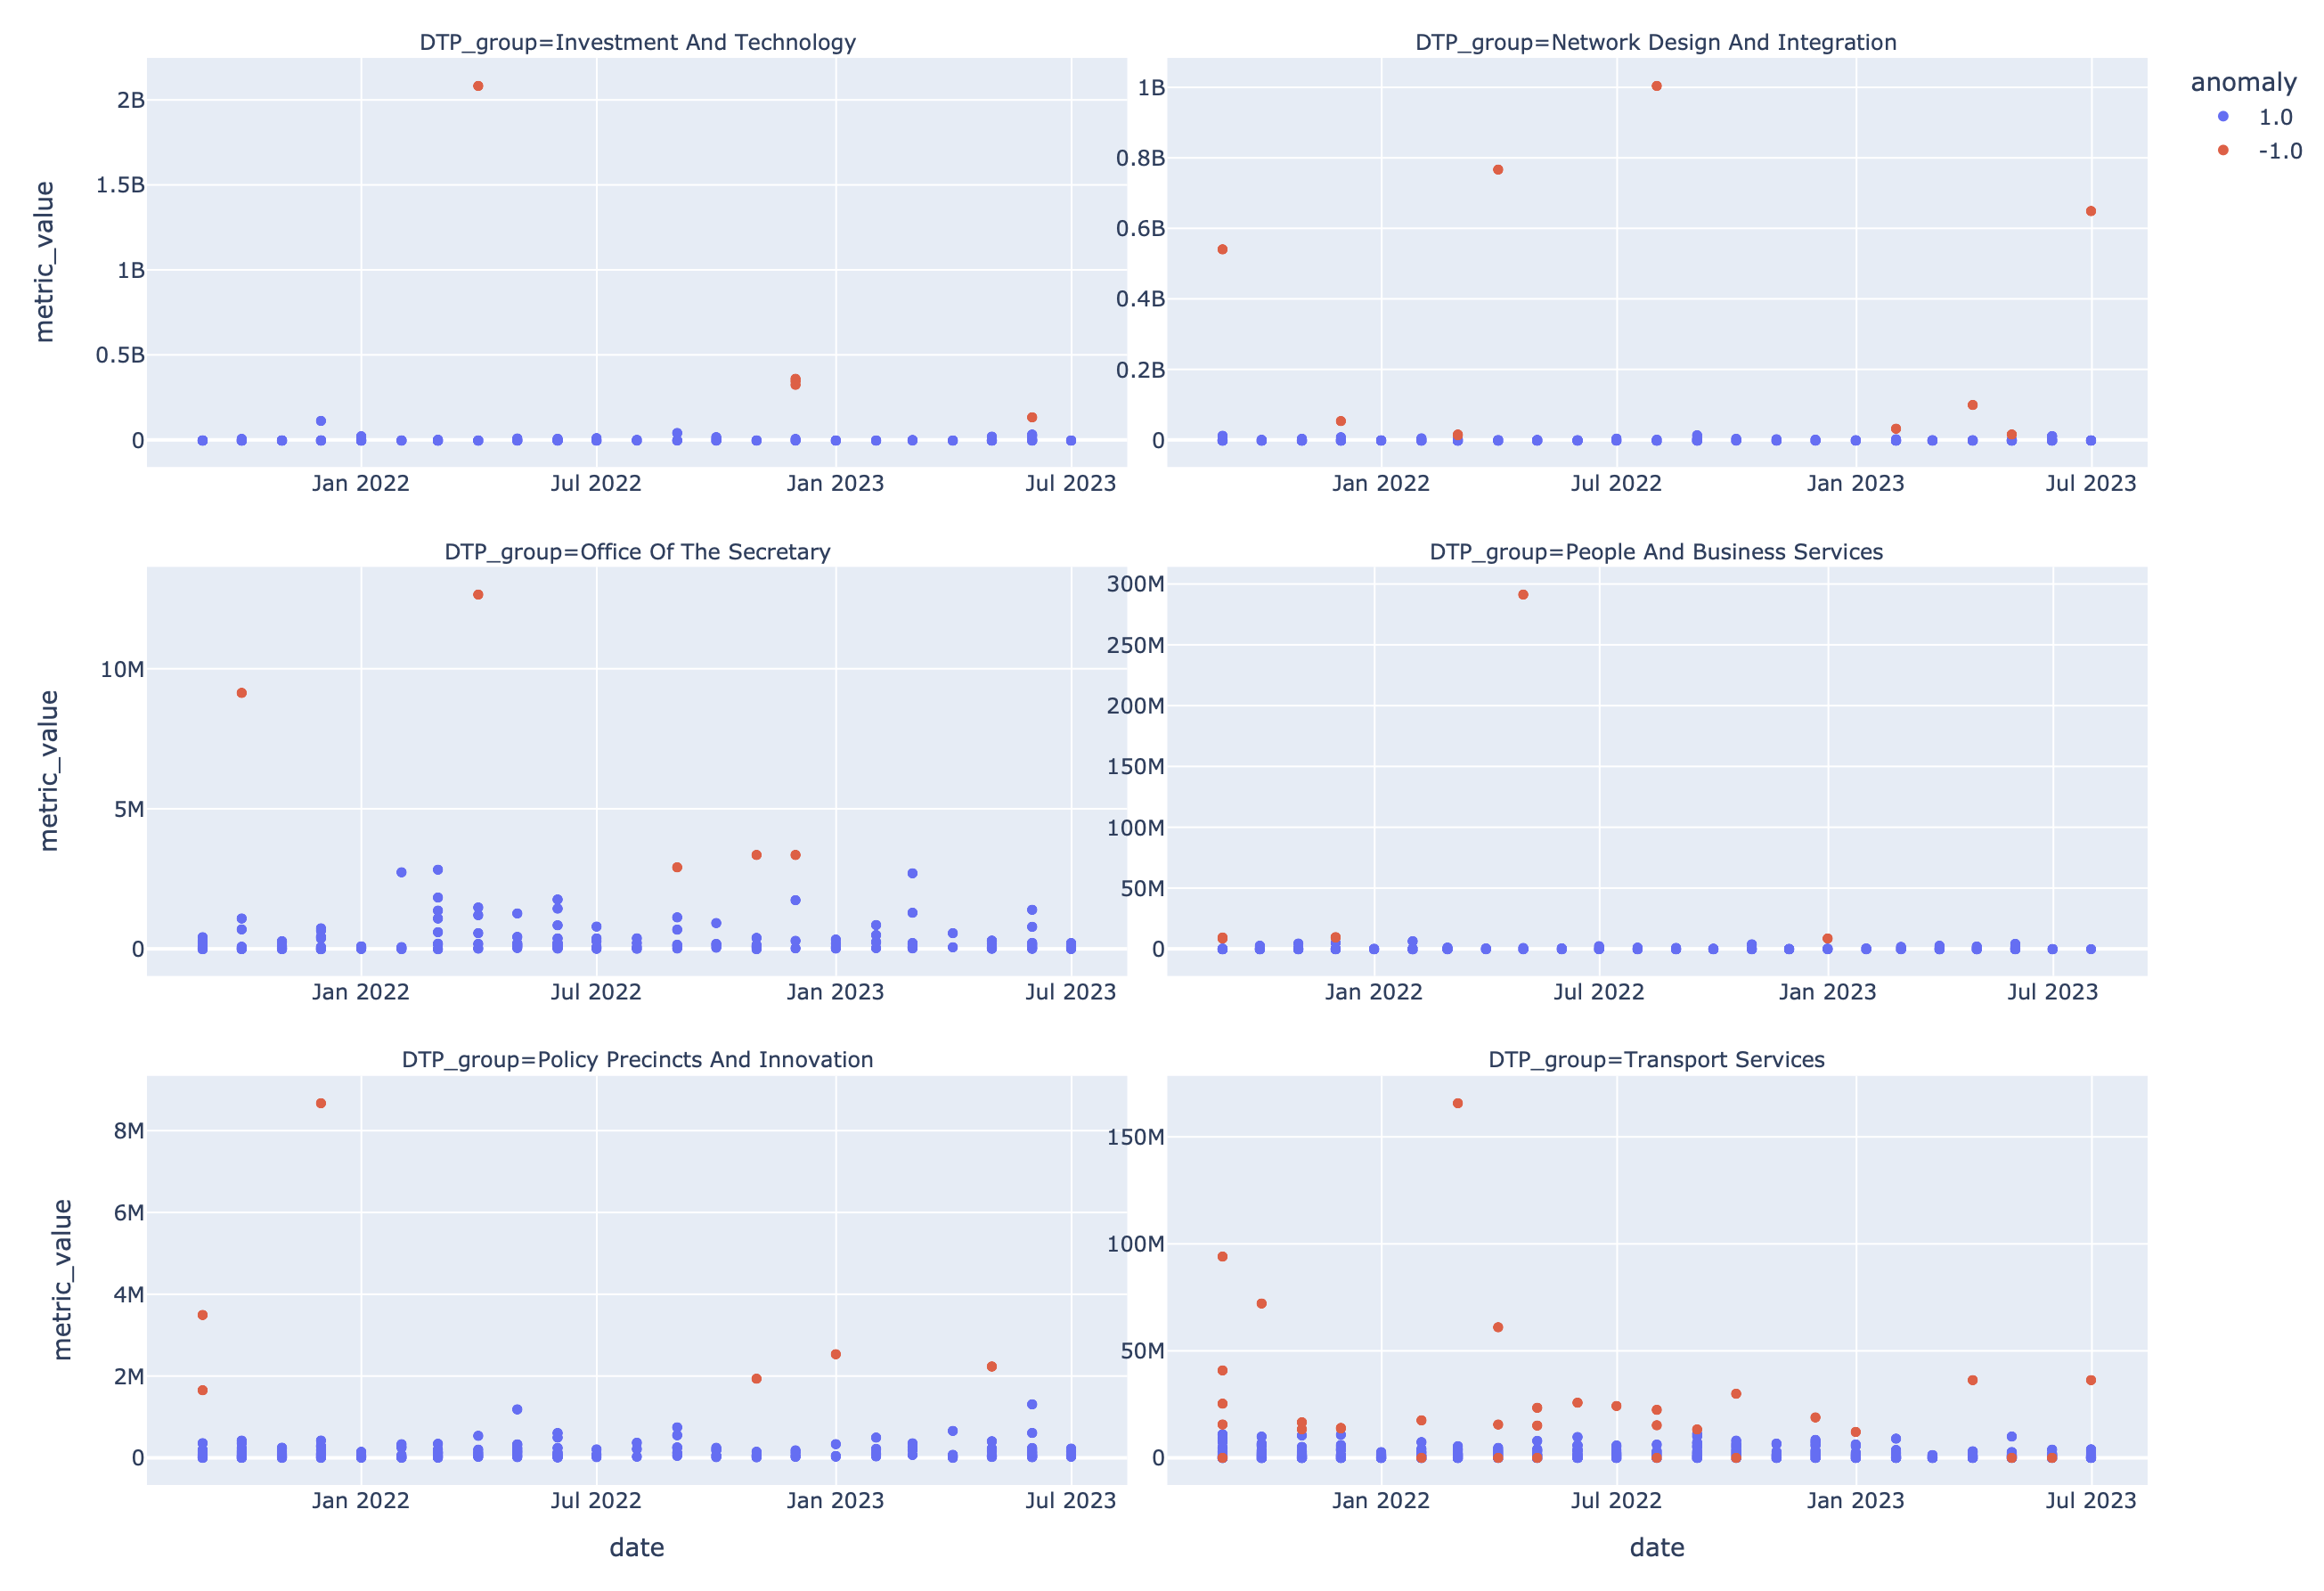 DTP_group=Investment And Technology
2B
1.5B
1B
0.5B
0
metric_value
Jan 2022
Jul 2022
Jan 2023
Jul 2023
DTP_group=Network Design And Integration
1B
0.8B
0.6B
0.4B
0.2B
0
Jan 2022
Jul 2022
Jan 2023
Jul 2023
anomaly
1.0
-1.0
DTP_group=Office Of The Secretary
10M
5M
0
metric_value
Jan 2022
Jul 2022
Jan 2023
Jul 2023
DTP_group=People And Business Services
300M
250M
200M
150M
100M
50M
0
Jan 2022
Jul 2022
Jan 2023
Jul 2023
DTP_group=Policy Precincts And Innovation
8M
6M
4M
2M
0
metric_value
Jan 2022
Jul 2022
Jan 2023
Jul 2023
date
DTP_group=Transport Services
150M
100M
50M
0
Jan 2022
Jul 2022
Jan 2023
Jul 2023
date